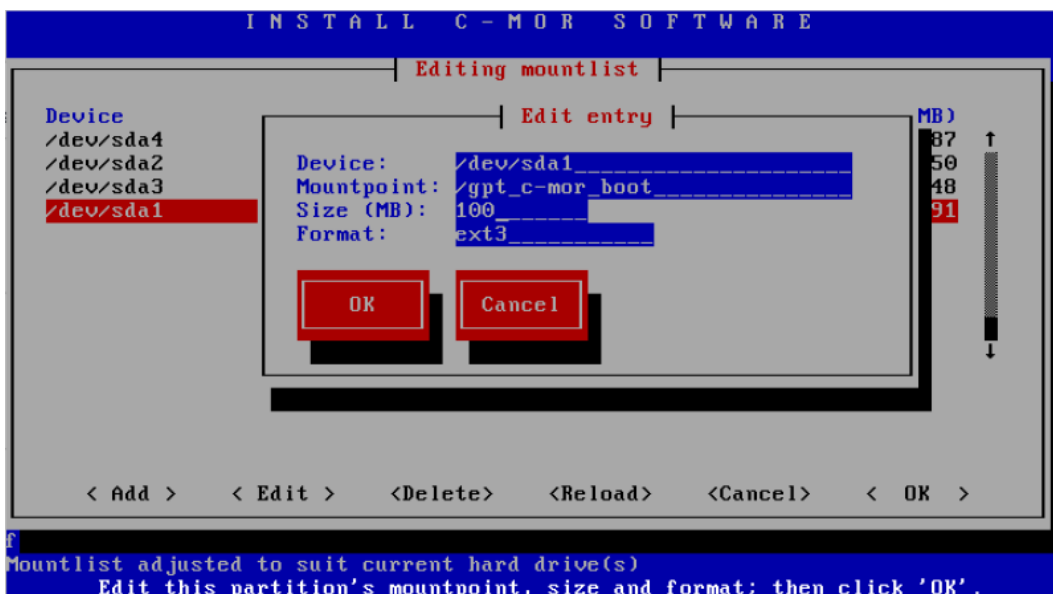 INSTALL C-MOR SOFTWARE
Editing mountlist
Device
MB)
Edit entry
/dev/sda4
87
/dev/sda2
50
/dev/sda3
48
/dev/sda1
91
Device: /dev/sda1
Mountpoint: /gpt_c-mor_boot
Size (MB): 100
Format: ext3
OK
Cancel
< Add > < Edit > <Delete> <Reload> <Cancel> < OK >
f
Mountlist adjusted to suit current hard drive(s)
Edit this partition's mountpoint, size and format; then click 'OK'.